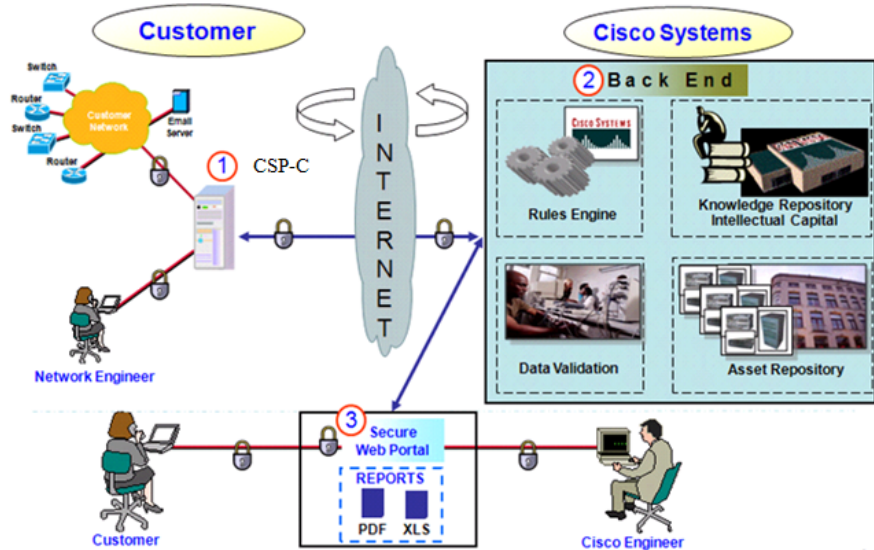 Customer
Cisco Systems
Switch
Router
Switch
Router
Customer
Network
Email
Server
1
CSP-C
INTERNET
2
Back End
CISCO SYSTEMS
Rules Engine
Knowledge Repository
Intellectual Capital
Data Validation
Asset Repository
Network Engineer
3
Secure
Web Portal
REPORTS
PDF XLS
Customer
Cisco Engineer